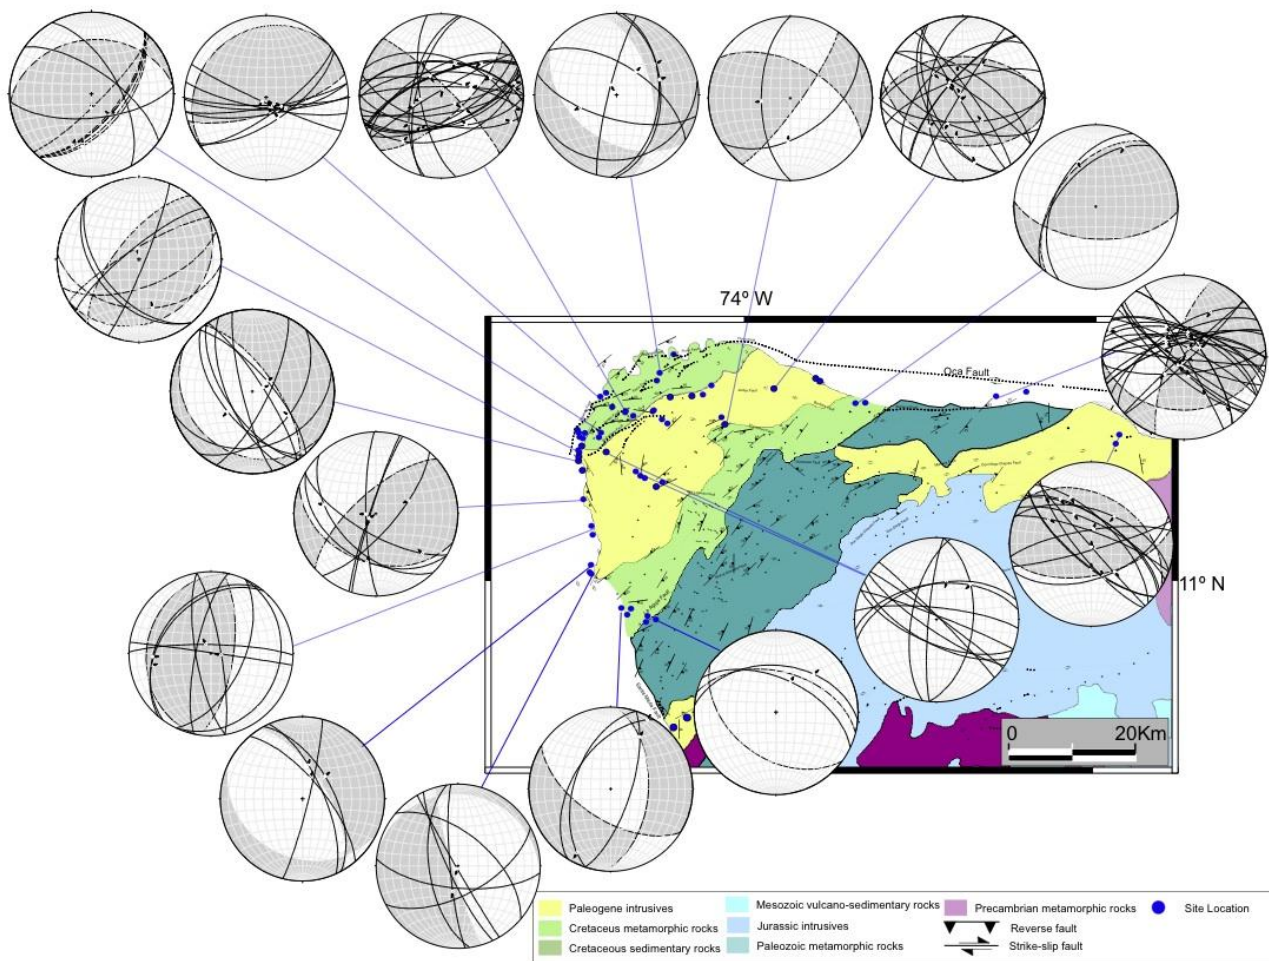 74º W
Oca Fault
11º N
0 20Km
Paleogene intrusives
Cretaceus metamorphic rocks
Cretaceous sedimentary rocks
Mesozoic vulcano-sedimentary rocks
Jurassic intrusives
Paleozoic metamorphic rocks
Precambrian metamorphic rocks
Reverse fault
Strike-slip fault
Site Location